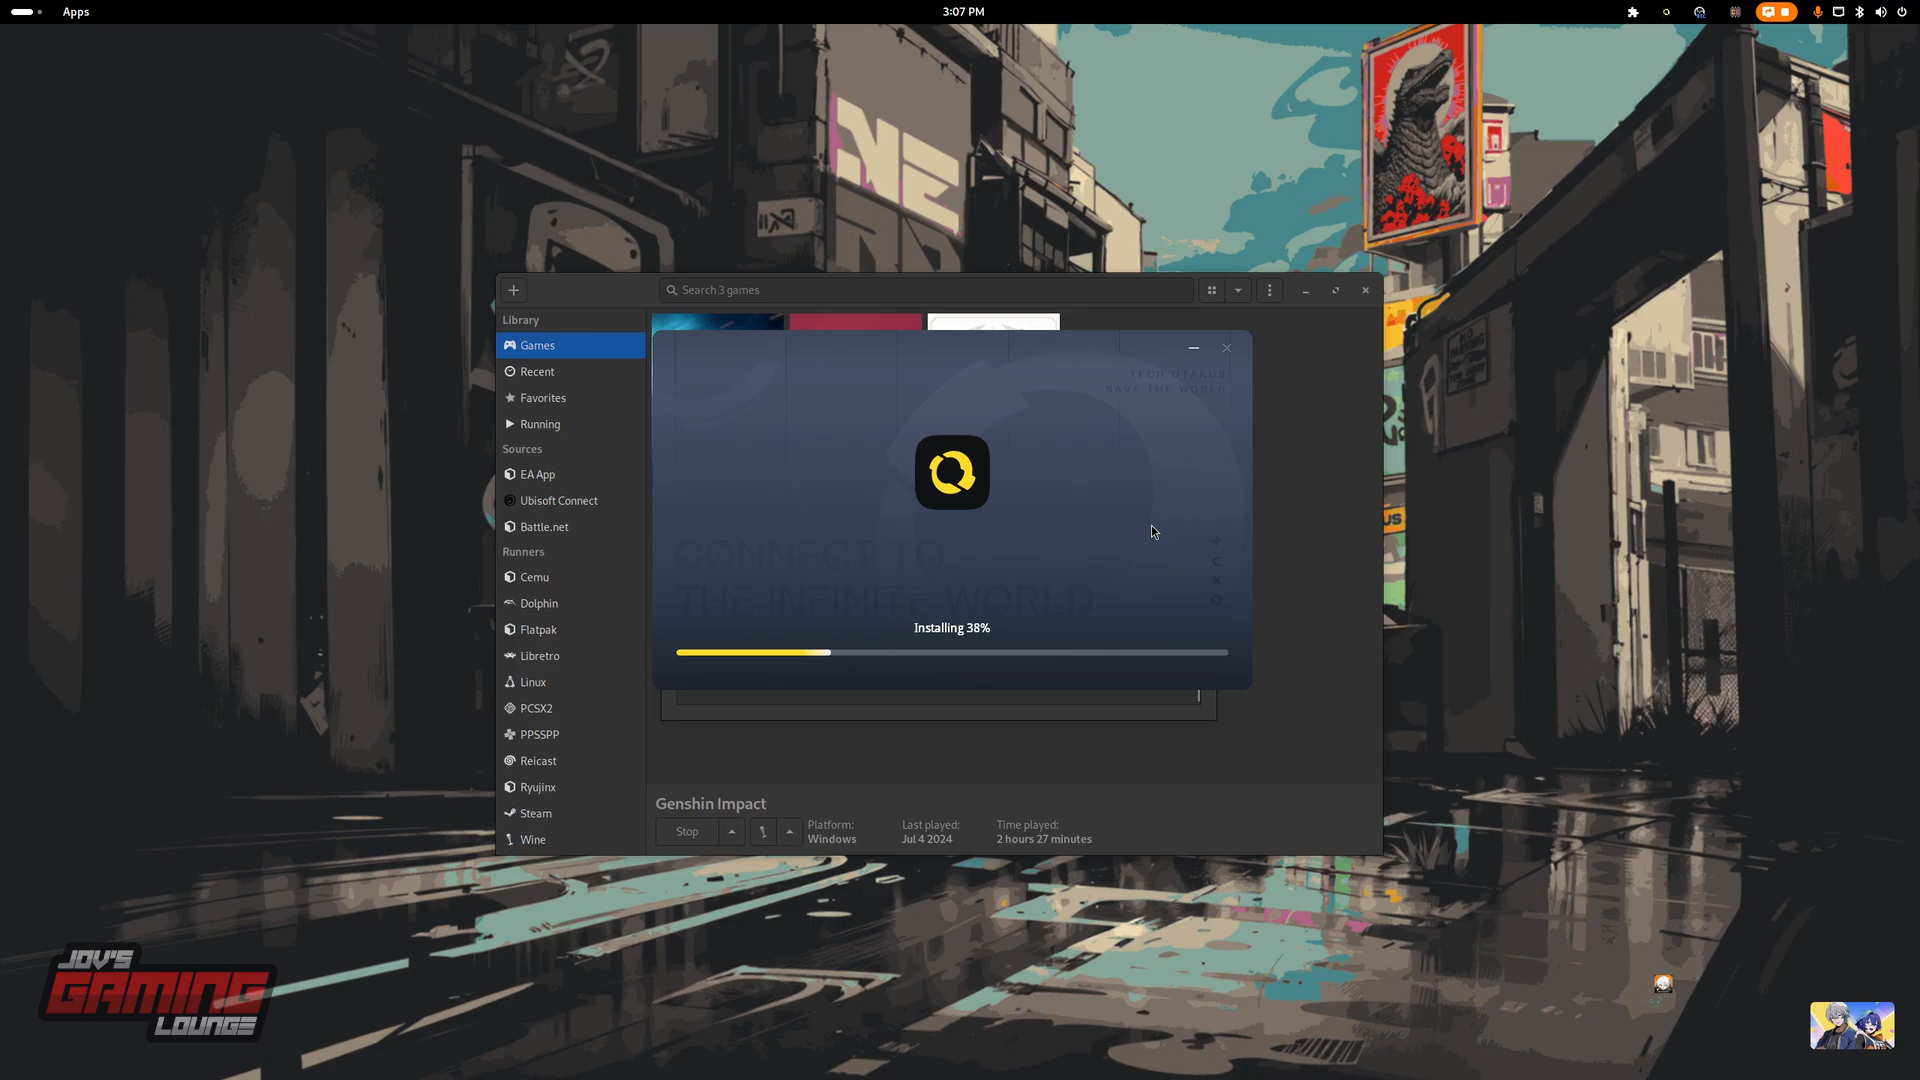 Apps
3:07 PM
Search 3 games
Library
Games
Recent
Favorites
Running
Sources
EA App
Ubisoft Connect
Battle.net
Runners
Cemu
Dolphin
Flatpak
Libretro
Linux
PCSX2
PPSSPP
Reicast
Ryujinx
Steam
Wine
TECH OTAKUS
SAVE THE WORLD
CONNECT TO
THE INFINITE WORLD
Installing 38%
Genshin Impact
Stop
Platform:
Windows
Last played:
Jul 4 2024
Time played:
2 hours 27 minutes
NO
PARKING
JOV'S
GAMING
LOUNGE